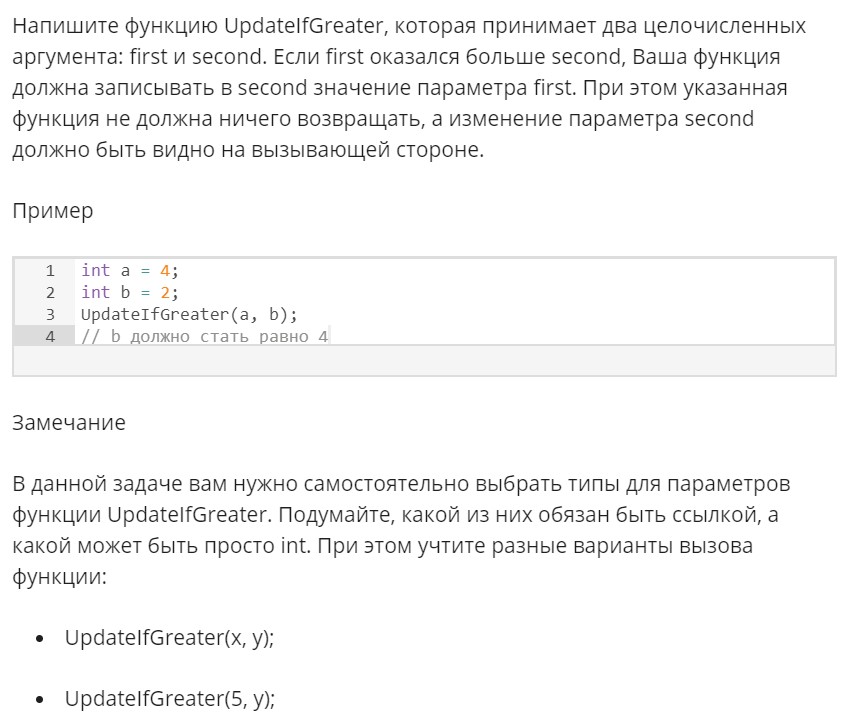 Напишите функцию UpdateIfGreater, которая принимает два целочисленных
аргумента: first и second. Если first оказался больше second, Ваша функция
должна записывать в second значение параметра first. При этом указанная
функция не должна ничего возвращать, а изменение параметра second
должно быть видно на вызывающей стороне.
Пример
1 int a = 4;
2 int b = 2;
3 UpdateIfGreater(a, b);
4 // b должно стать равно 4
Замечание
В данной задаче вам нужно самостоятельно выбрать типы для параметров
функции UpdateIfGreater. Подумайте, какой из них обязан быть ссылкой, а
какой может быть просто int. При этом учтите разные варианты вызова
функции:
• UpdateIfGreater(x, y);
• UpdateIfGreater(5, y);